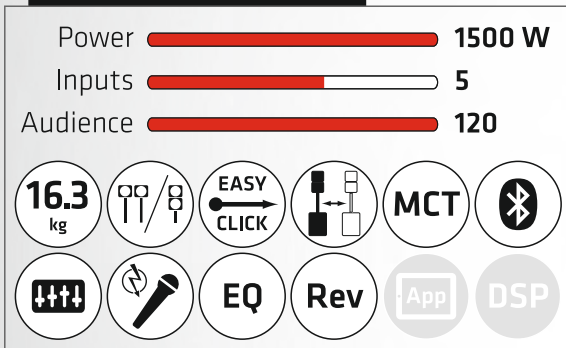 Power 1500 W
Inputs 5
Audience 120
16.3 kg EASY CLICK MCT
EQ Rev App DSP